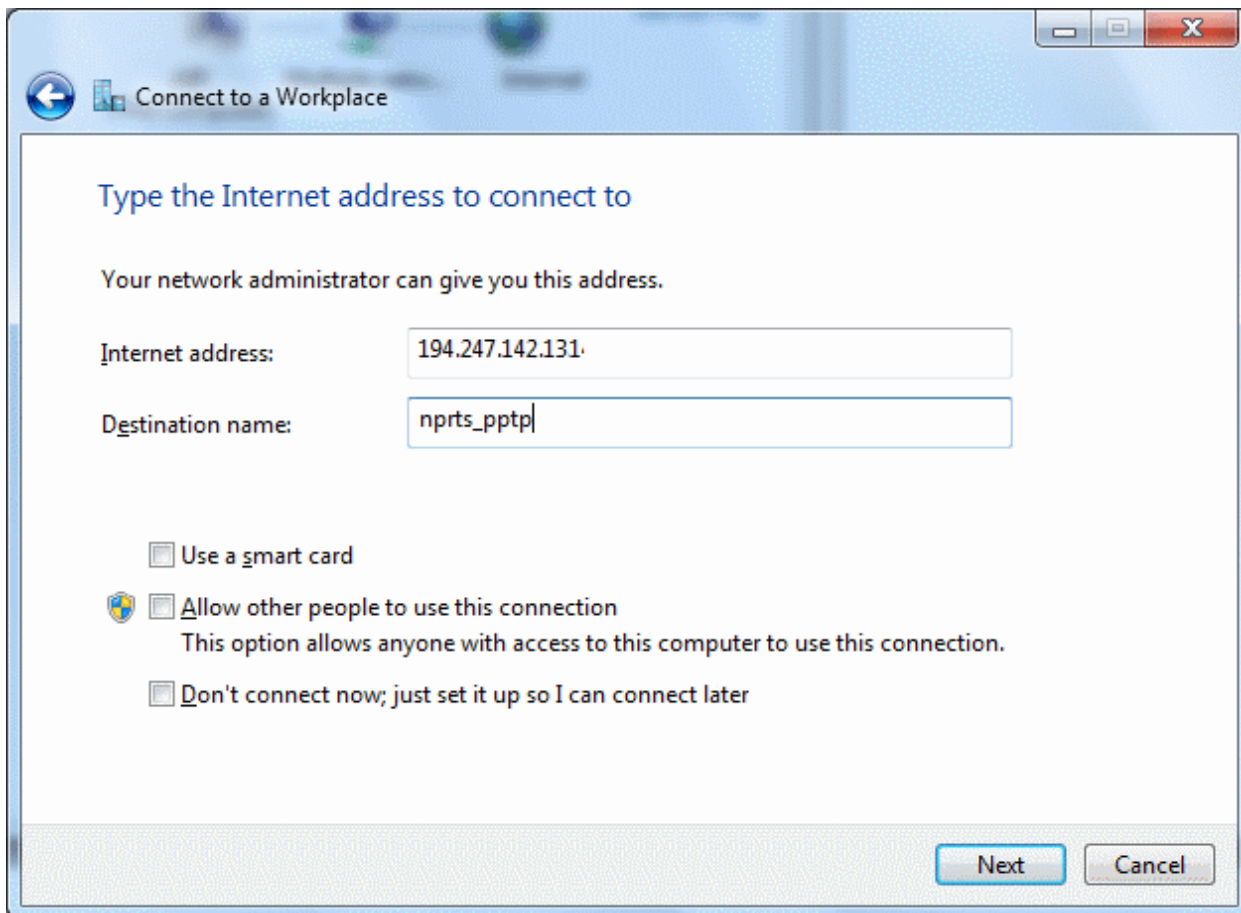 Connect to a Workplace
Type the Internet address to connect to
Your network administrator can give you this address.
Internet address: 194.247.142.131
Destination name: nprts_pptp
Use a smart card
Allow other people to use this connection
This option allows anyone with access to this computer to use this connection.
Don't connect now; just set it up so I can connect later
Next Cancel